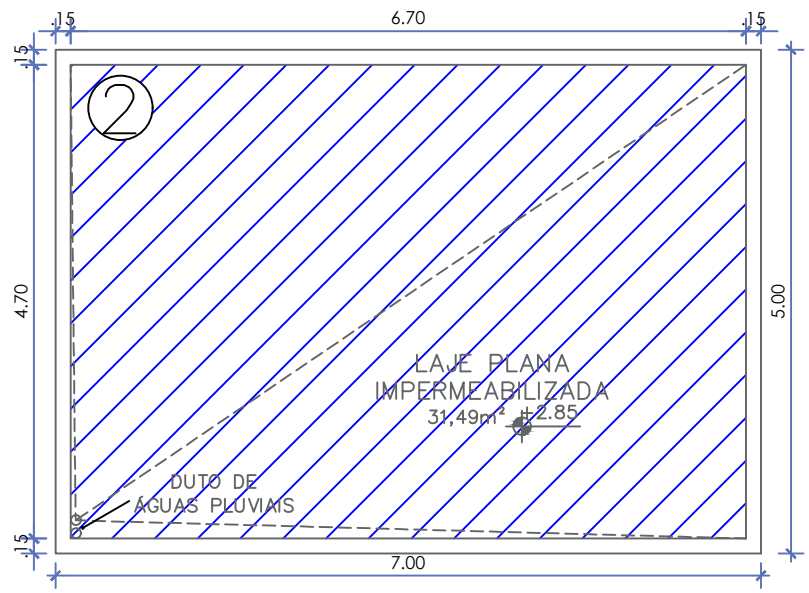 .15
6.70
.15
.15
2
4.70
5.00
LAJE PLANA
IMPERMEABILIZADA
31,49m² +2.85
DUTO DE
ÁGUAS PLUVIAIS
.15
7.00